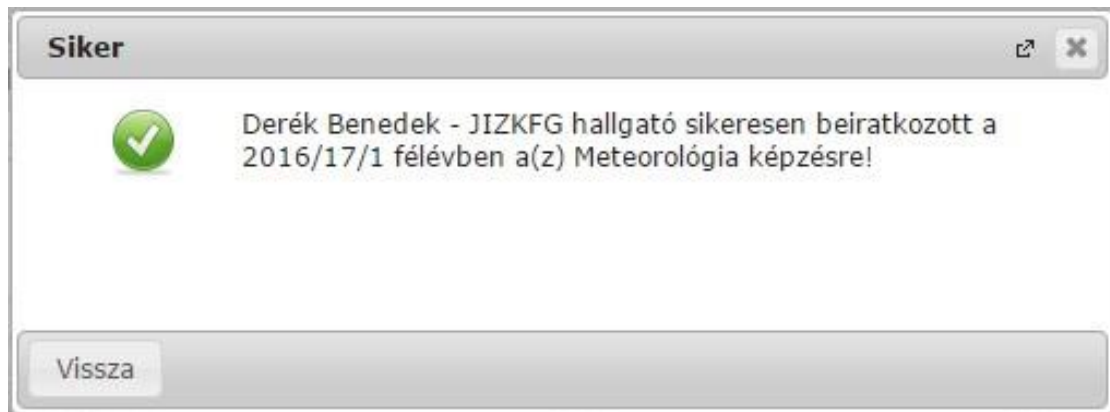 Siker
Derék Benedek - JIZKFG hallgató sikeresen beiratkozott a
2016/17/1 félévben a(z) Meteorológia képzésre!
Vissza